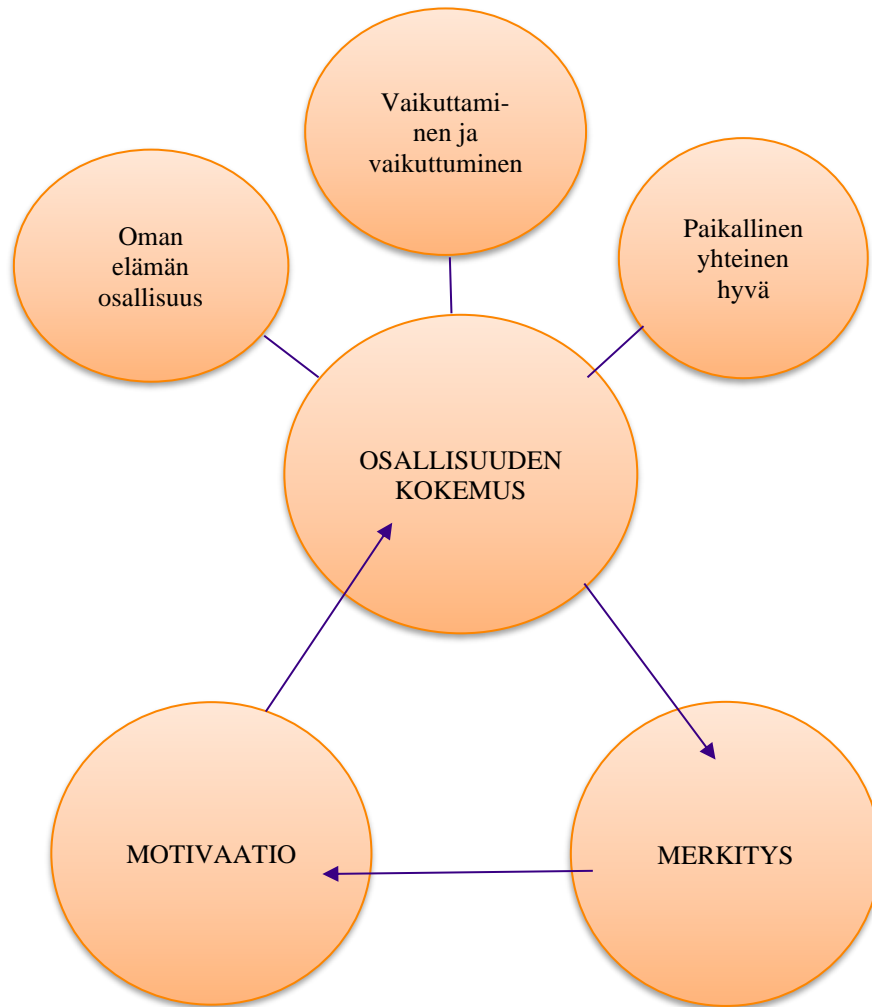 Vaikuttami-
nen ja
vaikuttuminen
Oman
elämän
osallisuus
Paikallinen
yhteinen
hyvä
OSALLISUUDEN
KOKEMUS
MOTIVAATIO
MERKITYS